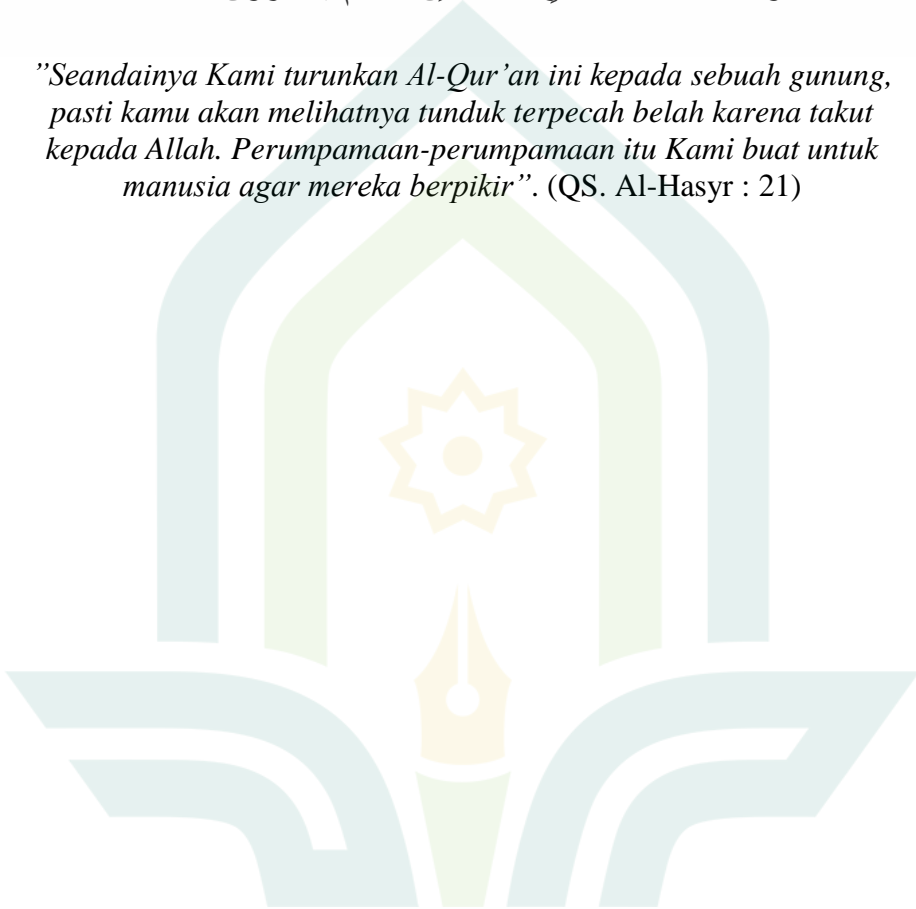 ”Seandainya Kami turunkan Al-Qur’an ini kepada sebuah gunung,
pasti kamu akan melihatnya tunduk terpecah belah karena takut
kepada Allah. Perumpamaan-perumpamaan itu Kami buat untuk
manusia agar mereka berpikir”. (QS. Al-Hasyr : 21)